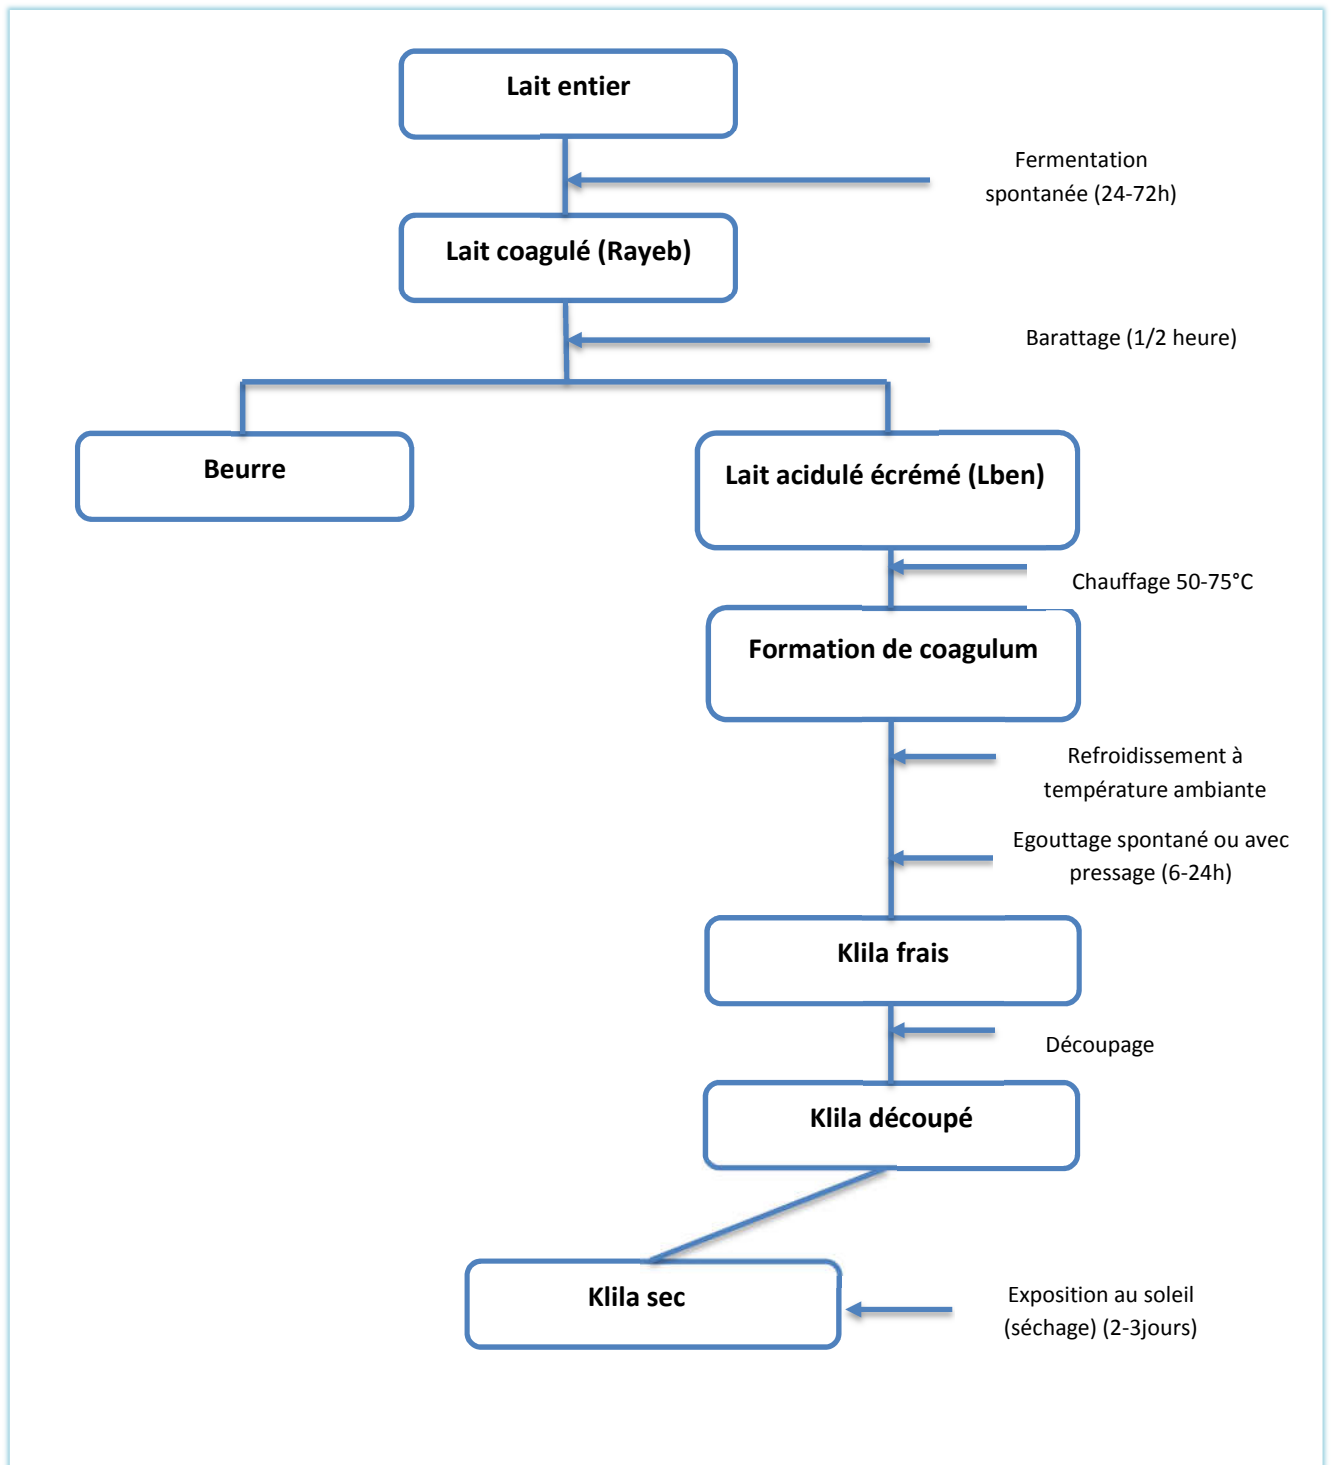 Lait entier
Fermentation
spontanée (24-72h)
Lait coagulé (Rayeb)
Barattage (1/2 heure)
Beurre
Lait acidulé écrémé (Lben)
Chauffage 50-75°C
Formation de coagulum
Refroidissement à
température ambiante
Egouttage spontané ou avec
pressage (6-24h)
Klila frais
Découpage
Klila découpé
Klila sec
Exposition au soleil
(séchage) (2-3jours)